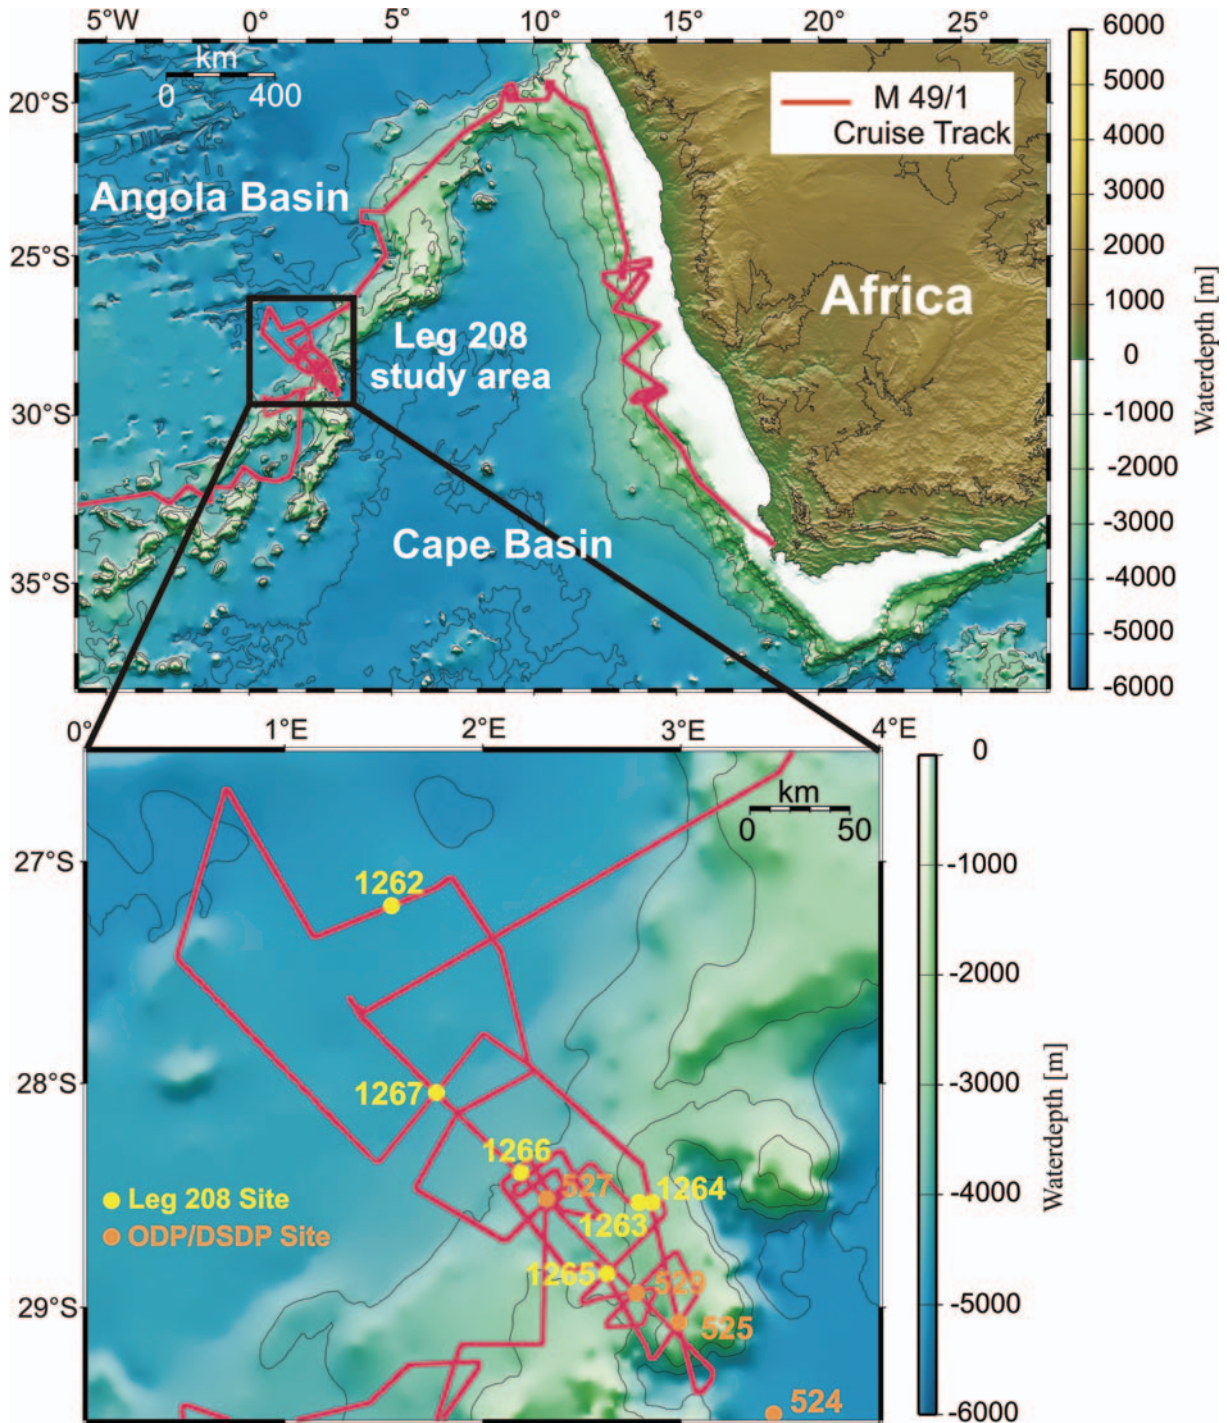 5°W 0° 5° 10° 15° 20° 25°
km
0 400
M 49/1
Cruise Track
20°S
25°S
30°S
35°S
Angola Basin
Africa
Leg 208
study area
Cape Basin
6000
5000
4000
3000
2000
1000
0
-1000
-2000
-3000
-4000
-5000
-6000
Waterdepth [m]
0° 1°E 2°E 3°E 4°E
km
0 50
27°S
28°S
29°S
1262
1267
1266
527
1264
1263
1265
529
525
524
Leg 208 Site
ODP/DSDP Site
0
-1000
-2000
-3000
-4000
-5000
-6000
Waterdepth [m]